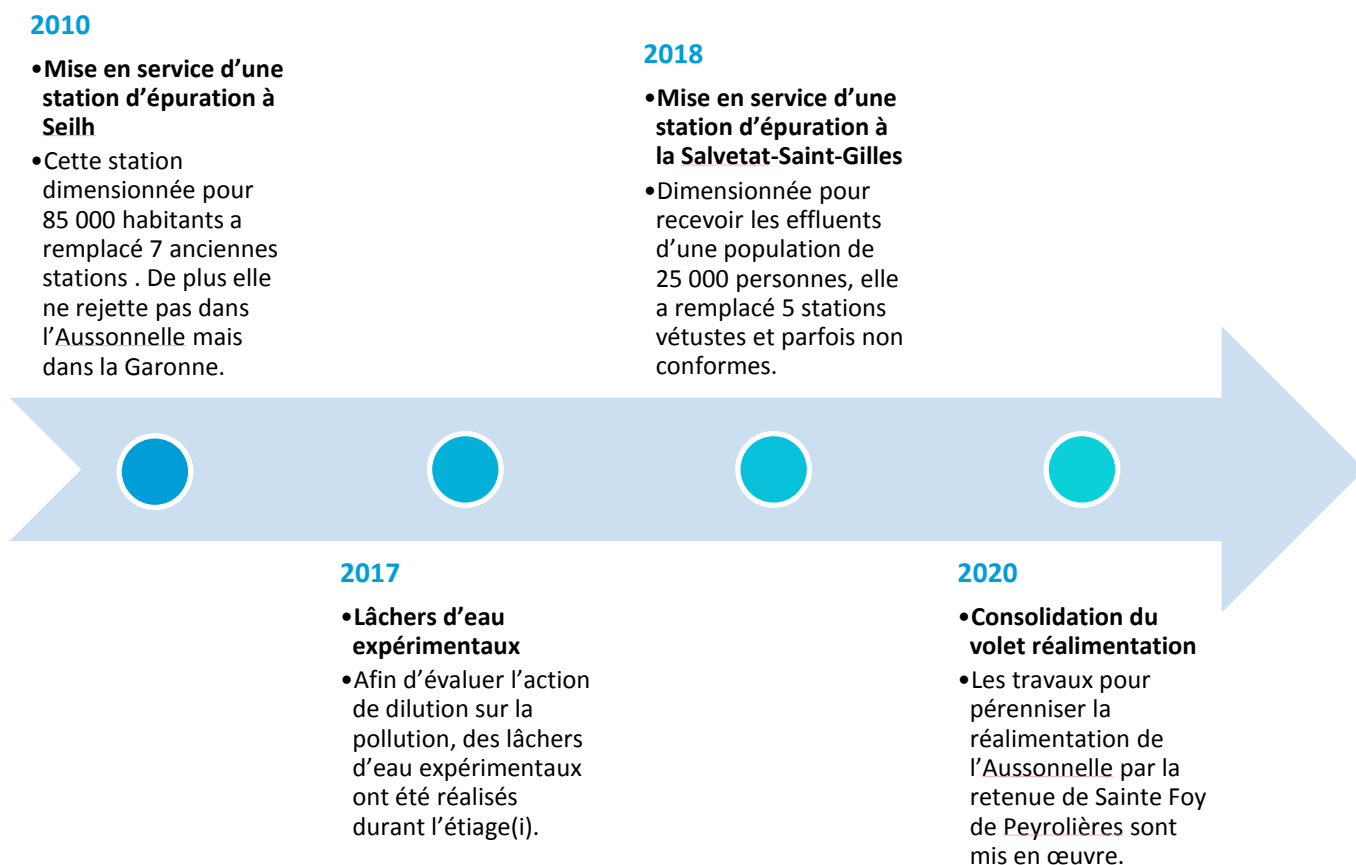 2010
•Mise en service d'une
station d'épuration à
Seilh
•Cette station
dimensionnée pour
85 000 habitants a
remplacé 7 anciennes
stations . De plus elle
ne rejette pas dans
l'Aussonnelle mais
dans la Garonne.
2017
•Lâchers d'eau
expérimentaux
•Afin d'évaluer l'action
de dilution sur la
pollution, des lâchers
d'eau expérimentaux
ont été réalisés
durant l'étiage(i).
2018
•Mise en service d'une
station d'épuration à
la Salvetat-Saint-Gilles
•Dimensionnée pour
recevoir les effluents
d'une population de
25 000 personnes, elle
a remplacé 5 stations
vétustes et parfois non
conformes.
2020
•Consolidation du
volet réalimentation
•Les travaux pour
pérenniser la
réalimentation de
l'Aussonnelle par la
retenue de Sainte Foy
de Peyrolières sont
mis en œuvre.